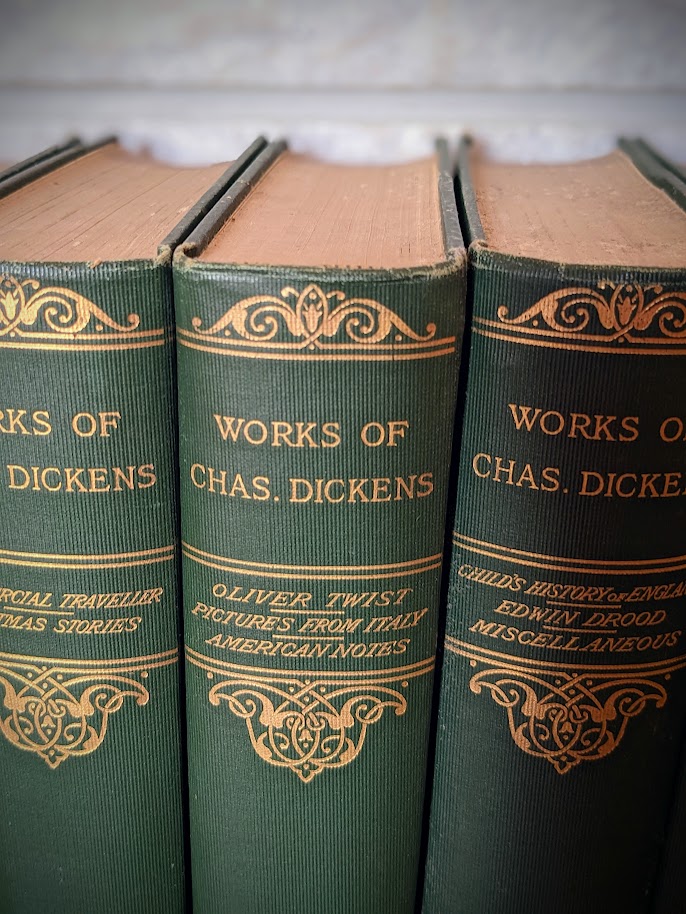 RKS OF
DICKENS
RCIAL TRAVELLER
TMAS STORIES
WORKS OF
CHAS. DICKENS
OLIVER TWIST
PICTURES FROM ITALY
AMERICAN NOTES
WORKS O
CHAS. DICKE
CHILD'S HISTORY OF ENGLA
EDWIN DROOD
MISCELLANEOUS